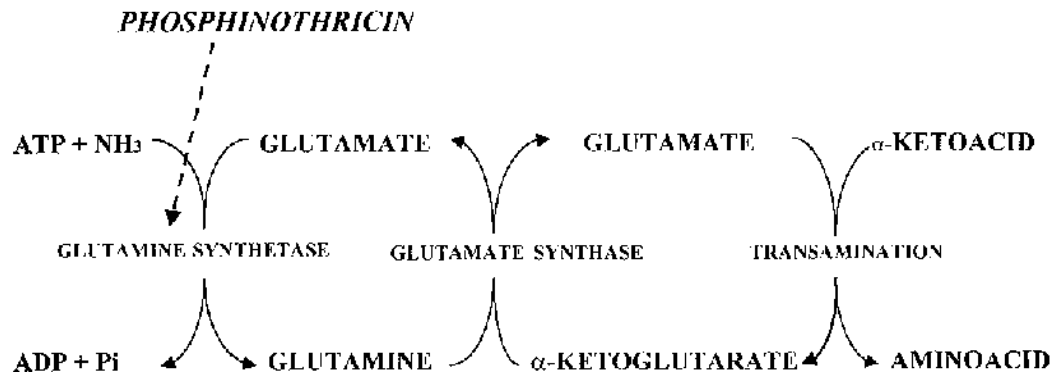 PHOSPHINOTHRICIN
ATP + NH3 GLUTAMATE GLUTAMATE α-KETOACID
GLUTAMINE SYNTHETASE GLUTAMATE SYNTHASE TRANSAMINATION
ADP + Pi GLUTAMINE α-KETOGLUTARATE AMINOACID